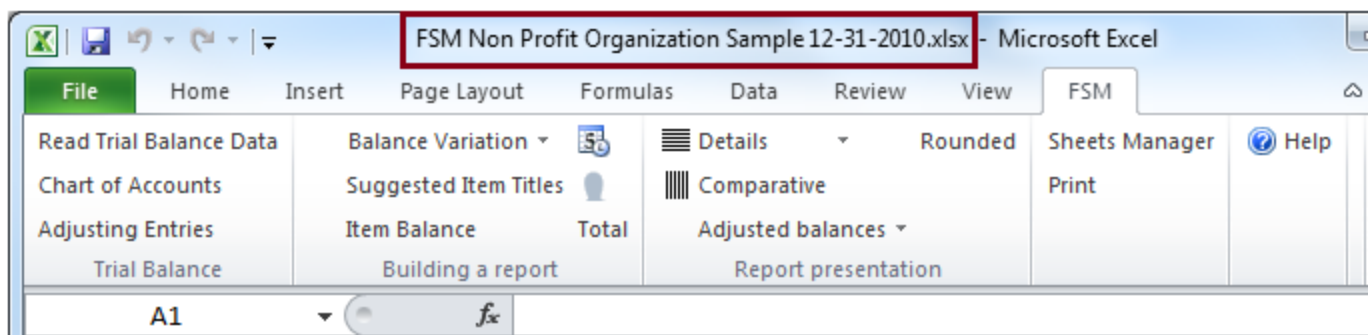 FSM Non Profit Organization Sample 12-31-2010.xlsx - Microsoft Excel
File Home Insert Page Layout Formulas Data Review View FSM
Read Trial Balance Data Balance Variation Details Rounded Sheets Manager Help
Chart of Accounts Suggested Item Titles Comparative Print
Adjusting Entries Item Balance Total Adjusted balances
Trial Balance Building a report Report presentation
A1 fx